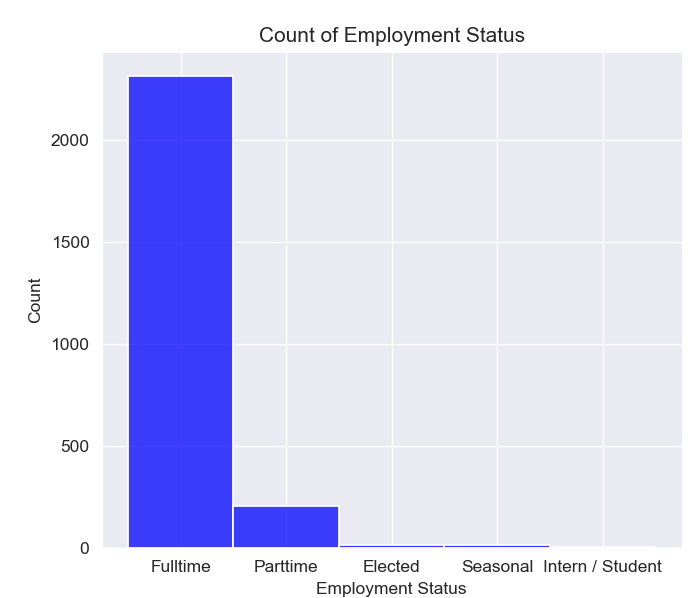 Count of Employment Status
2000
1500
1000
500
0
Count
Fulltime Parttime Elected Seasonal Intern / Student
Employment Status